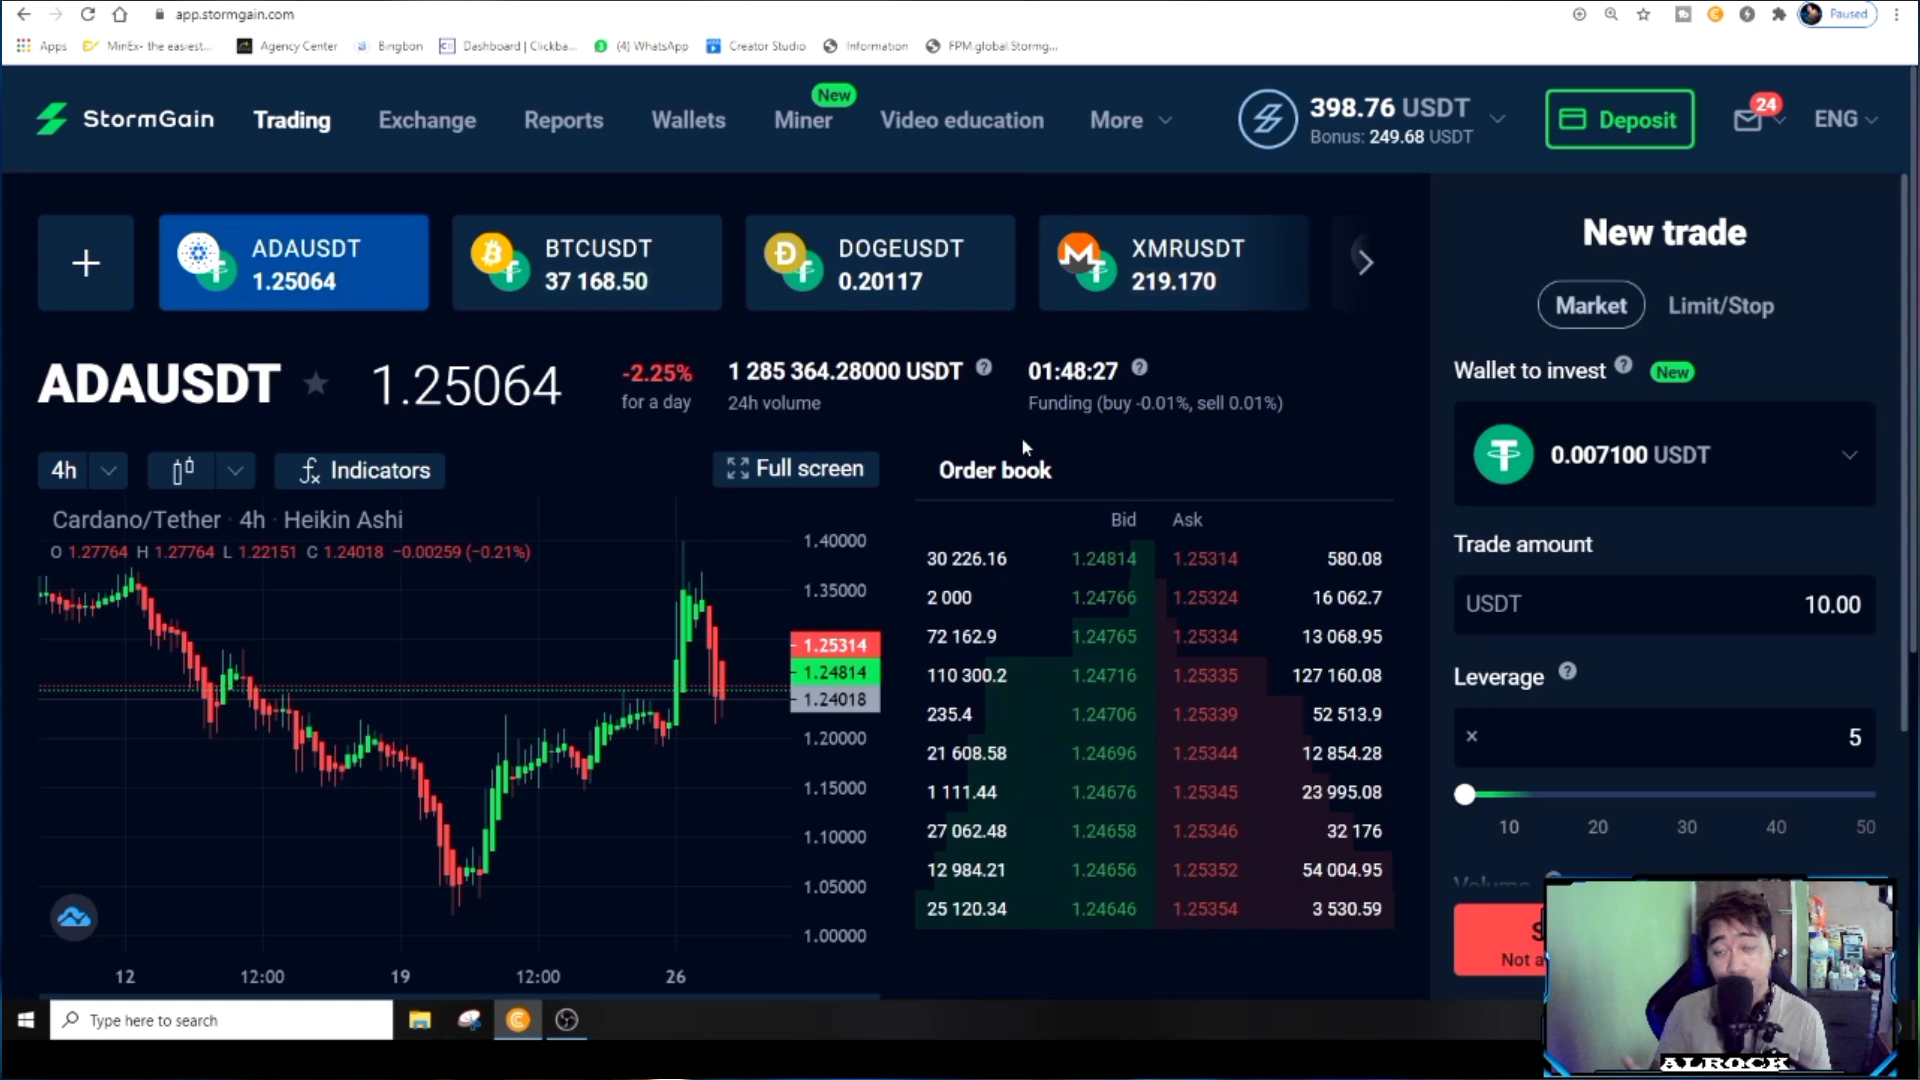 app.stormgain.com
Paused
Apps MinEx- the easiest... Agency Center Bingbon Dashboard | Clickba... (4) WhatsApp Creator Studio Information FPM.global.Stormg...
StormGain Trading Exchange Reports Wallets Miner New Video education More 398.76 USDT Deposit 24 ENG
Bonus: 249.68 USDT
New trade
+ ADAUSDT BTCUSDT DOGEUSDT XMRUSDT
1.25064 37 168.50 0.20117 219.170
Market Limit/Stop
ADAUSDT 1.25064 -2.25% 1 285 364.28000 USDT 01:48:27
for a day 24h volume Funding (buy -0.01%, sell 0.01%)
Wallet to invest New
0.007100 USDT
4h Indicators Full screen Order book
Cardano/Tether · 4h · Heikin Ashi
O 1.27764 H 1.27764 L 1.22151 C 1.24018 −0.00259 (−0.21%)
1.40000
1.35000
1.25314
1.24814
1.24018
1.20000
1.15000
1.10000
1.05000
1.00000
12 12:00 19 12:00 26
Bid Ask
30 226.16 1.24814 1.25314 580.08
2 000 1.24766 1.25324 16 062.7
72 162.9 1.24765 1.25334 13 068.95
110 300.2 1.24716 1.25335 127 160.08
235.4 1.24706 1.25339 52 513.9
21 608.58 1.24696 1.25344 12 854.28
1 111.44 1.24676 1.25345 23 995.08
27 062.48 1.24658 1.25346 32 176
12 984.21 1.24656 1.25352 54 004.95
25 120.34 1.24646 1.25354 3 530.59
Trade amount
USDT 10.00
Leverage
× 5
10 20 30 40 50
Volume
Not a
Type here to search
ALROCK